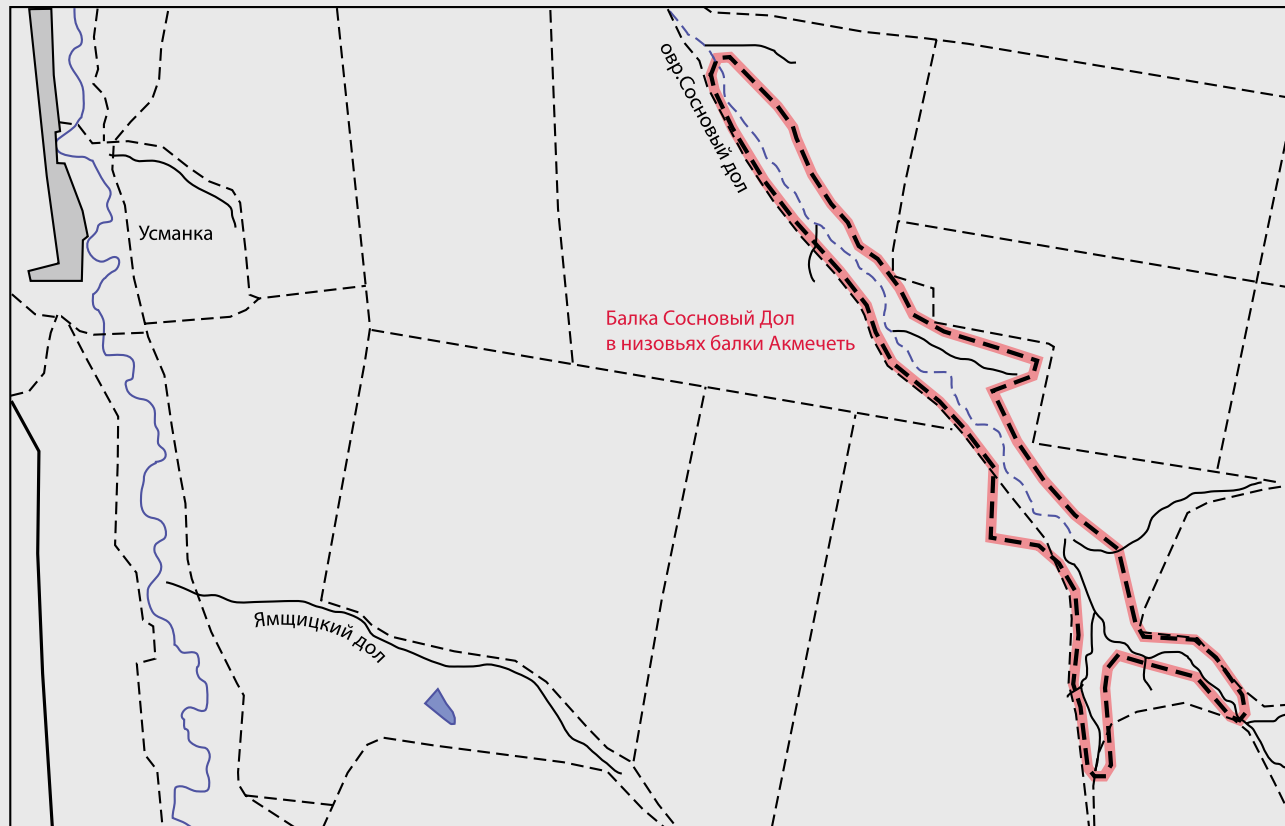 овр.Сосновый дол
Усманка
Балка Сосновый Дол
в низовьях балки Акмечеть
Ямщицкий дол